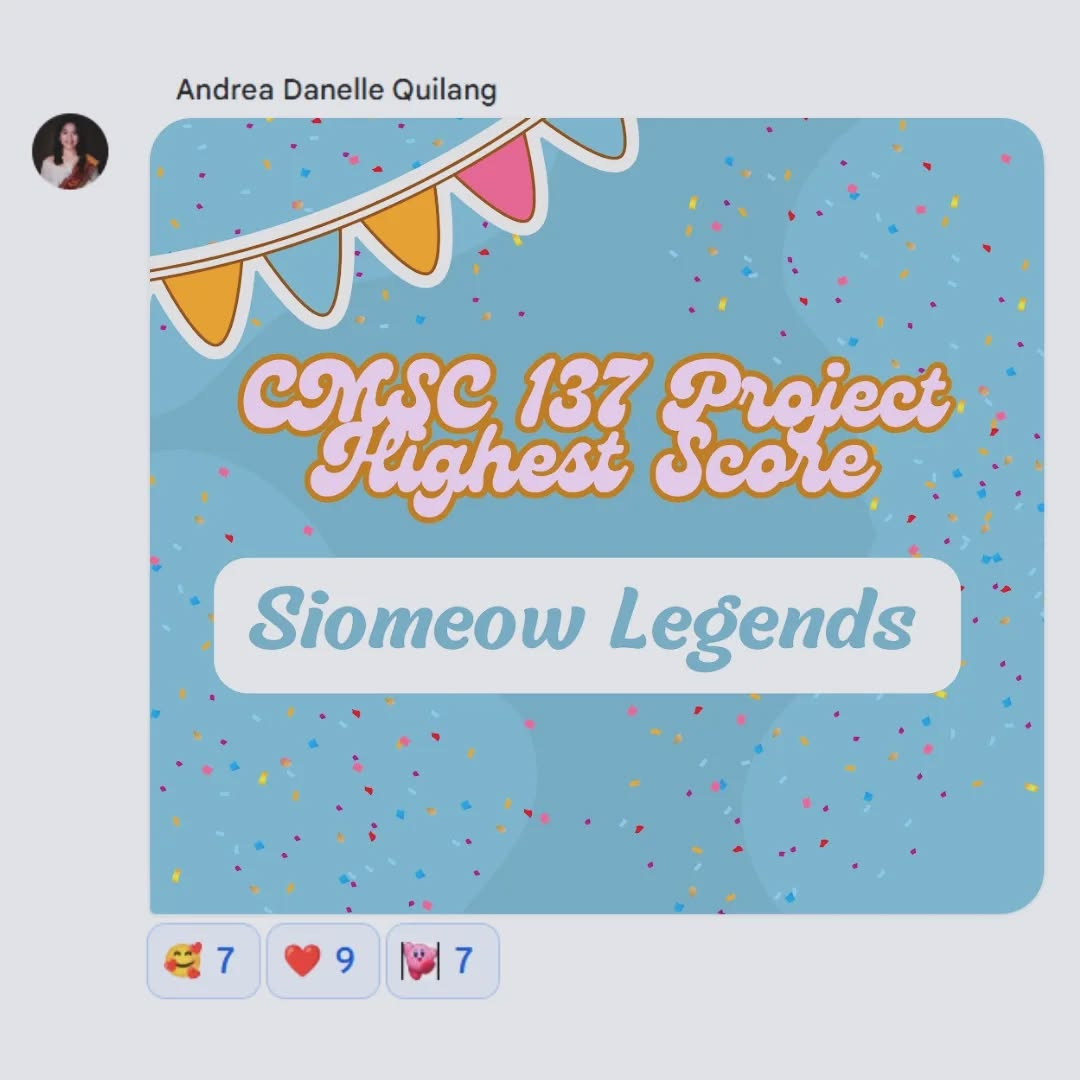 Andrea Danelle Quilang
CMSC 137 Project
Highest Score
Siomeow Legends
7
9
7